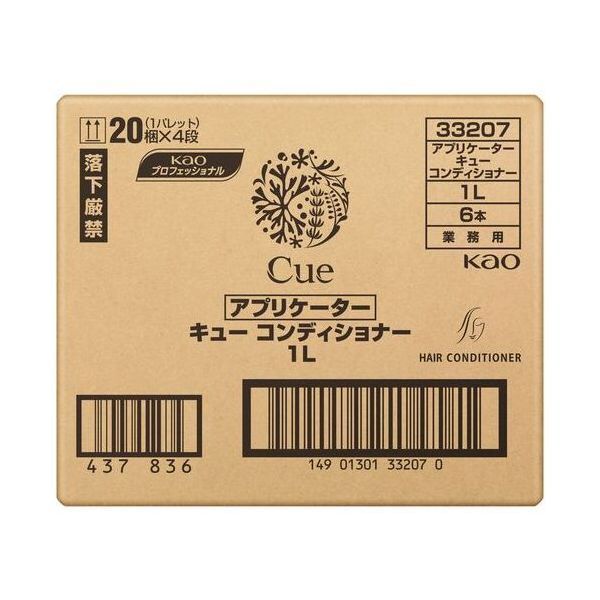 20 (1パレット)
梱×4段
落下厳禁
Kao
プロフェッショナル
Cue
アプリケーター
キュー コンディショナー
1L
33207
アプリケーター
キュー
コンディショナー
1L
6本
業務用
Kao
HAIR CONDITIONER
437 836
149 01301 33207 0